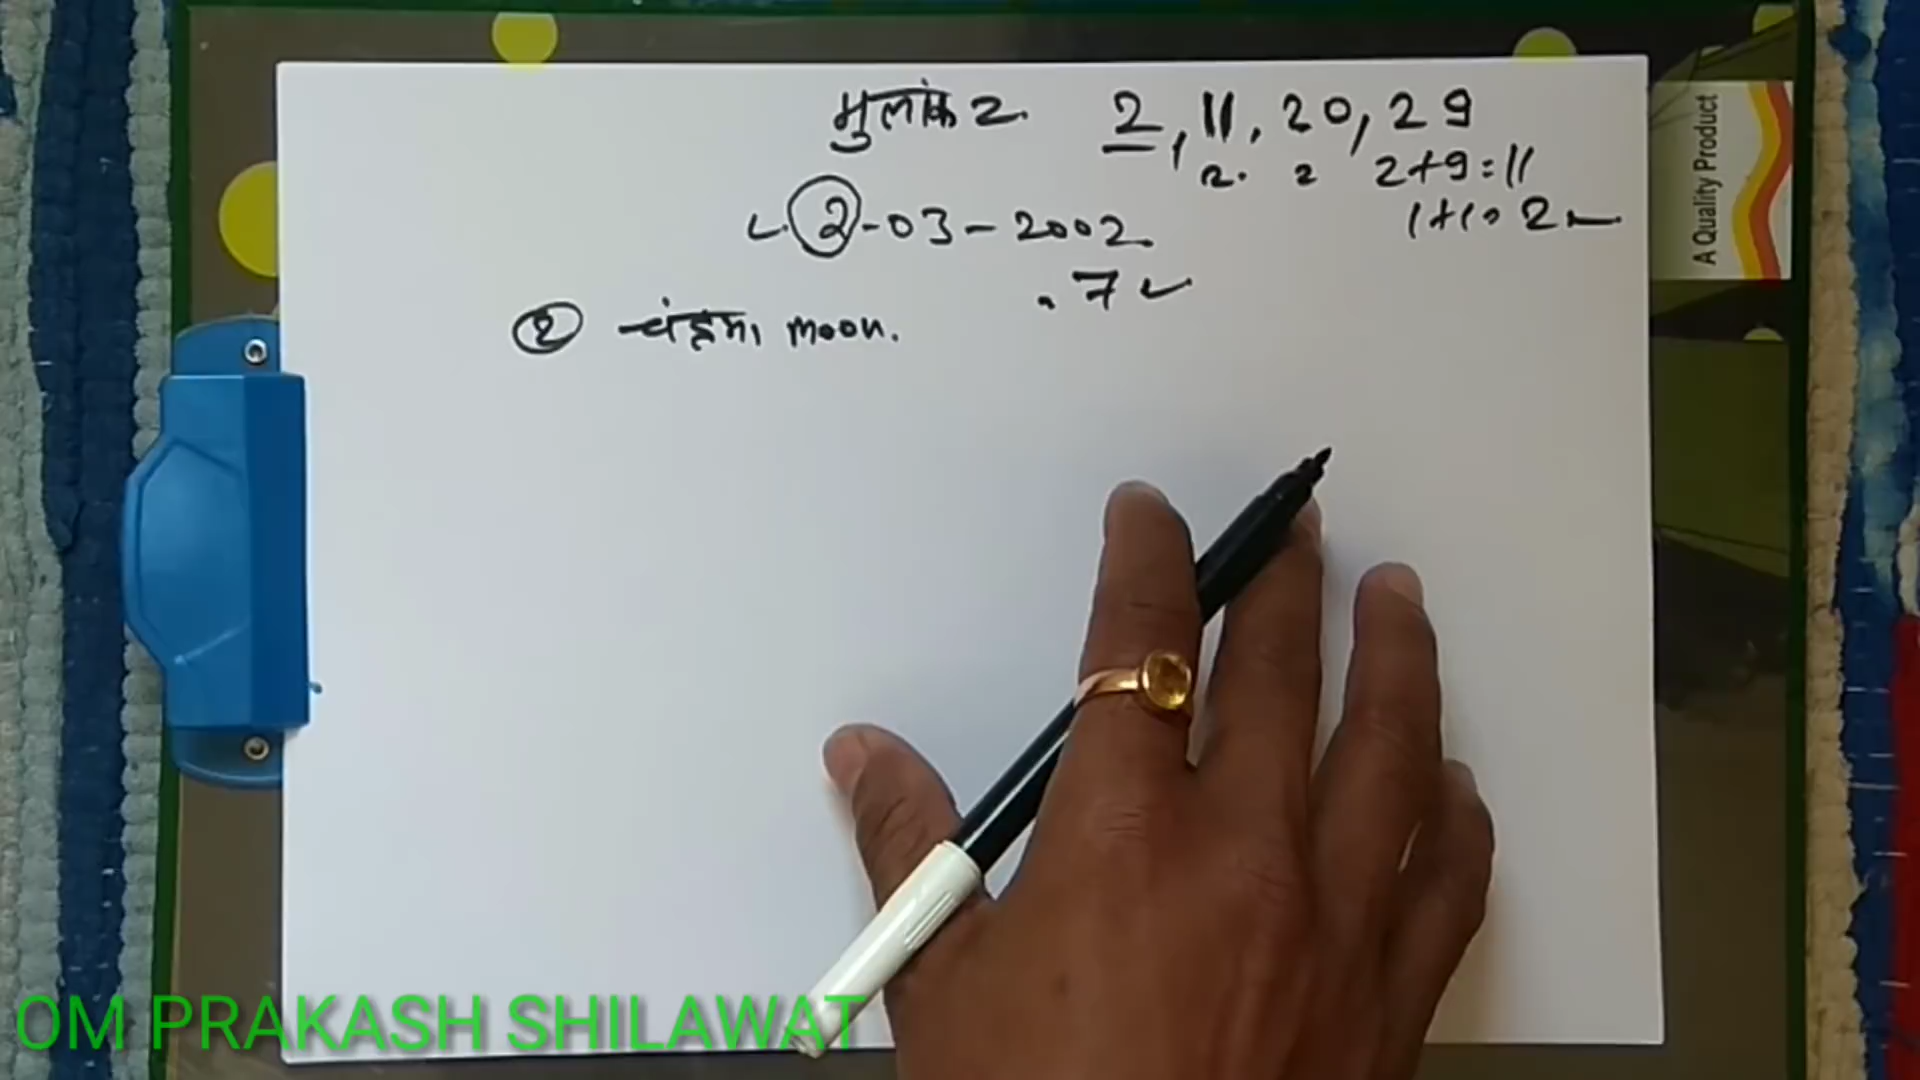 मुलांक 2. 2, 11, 20, 29
2. 2 2+9=11
1+1=2
2-03-2002
.7
② चंद्रमा moon.
A Quality Product
OM PRAKASH SHILAWAT